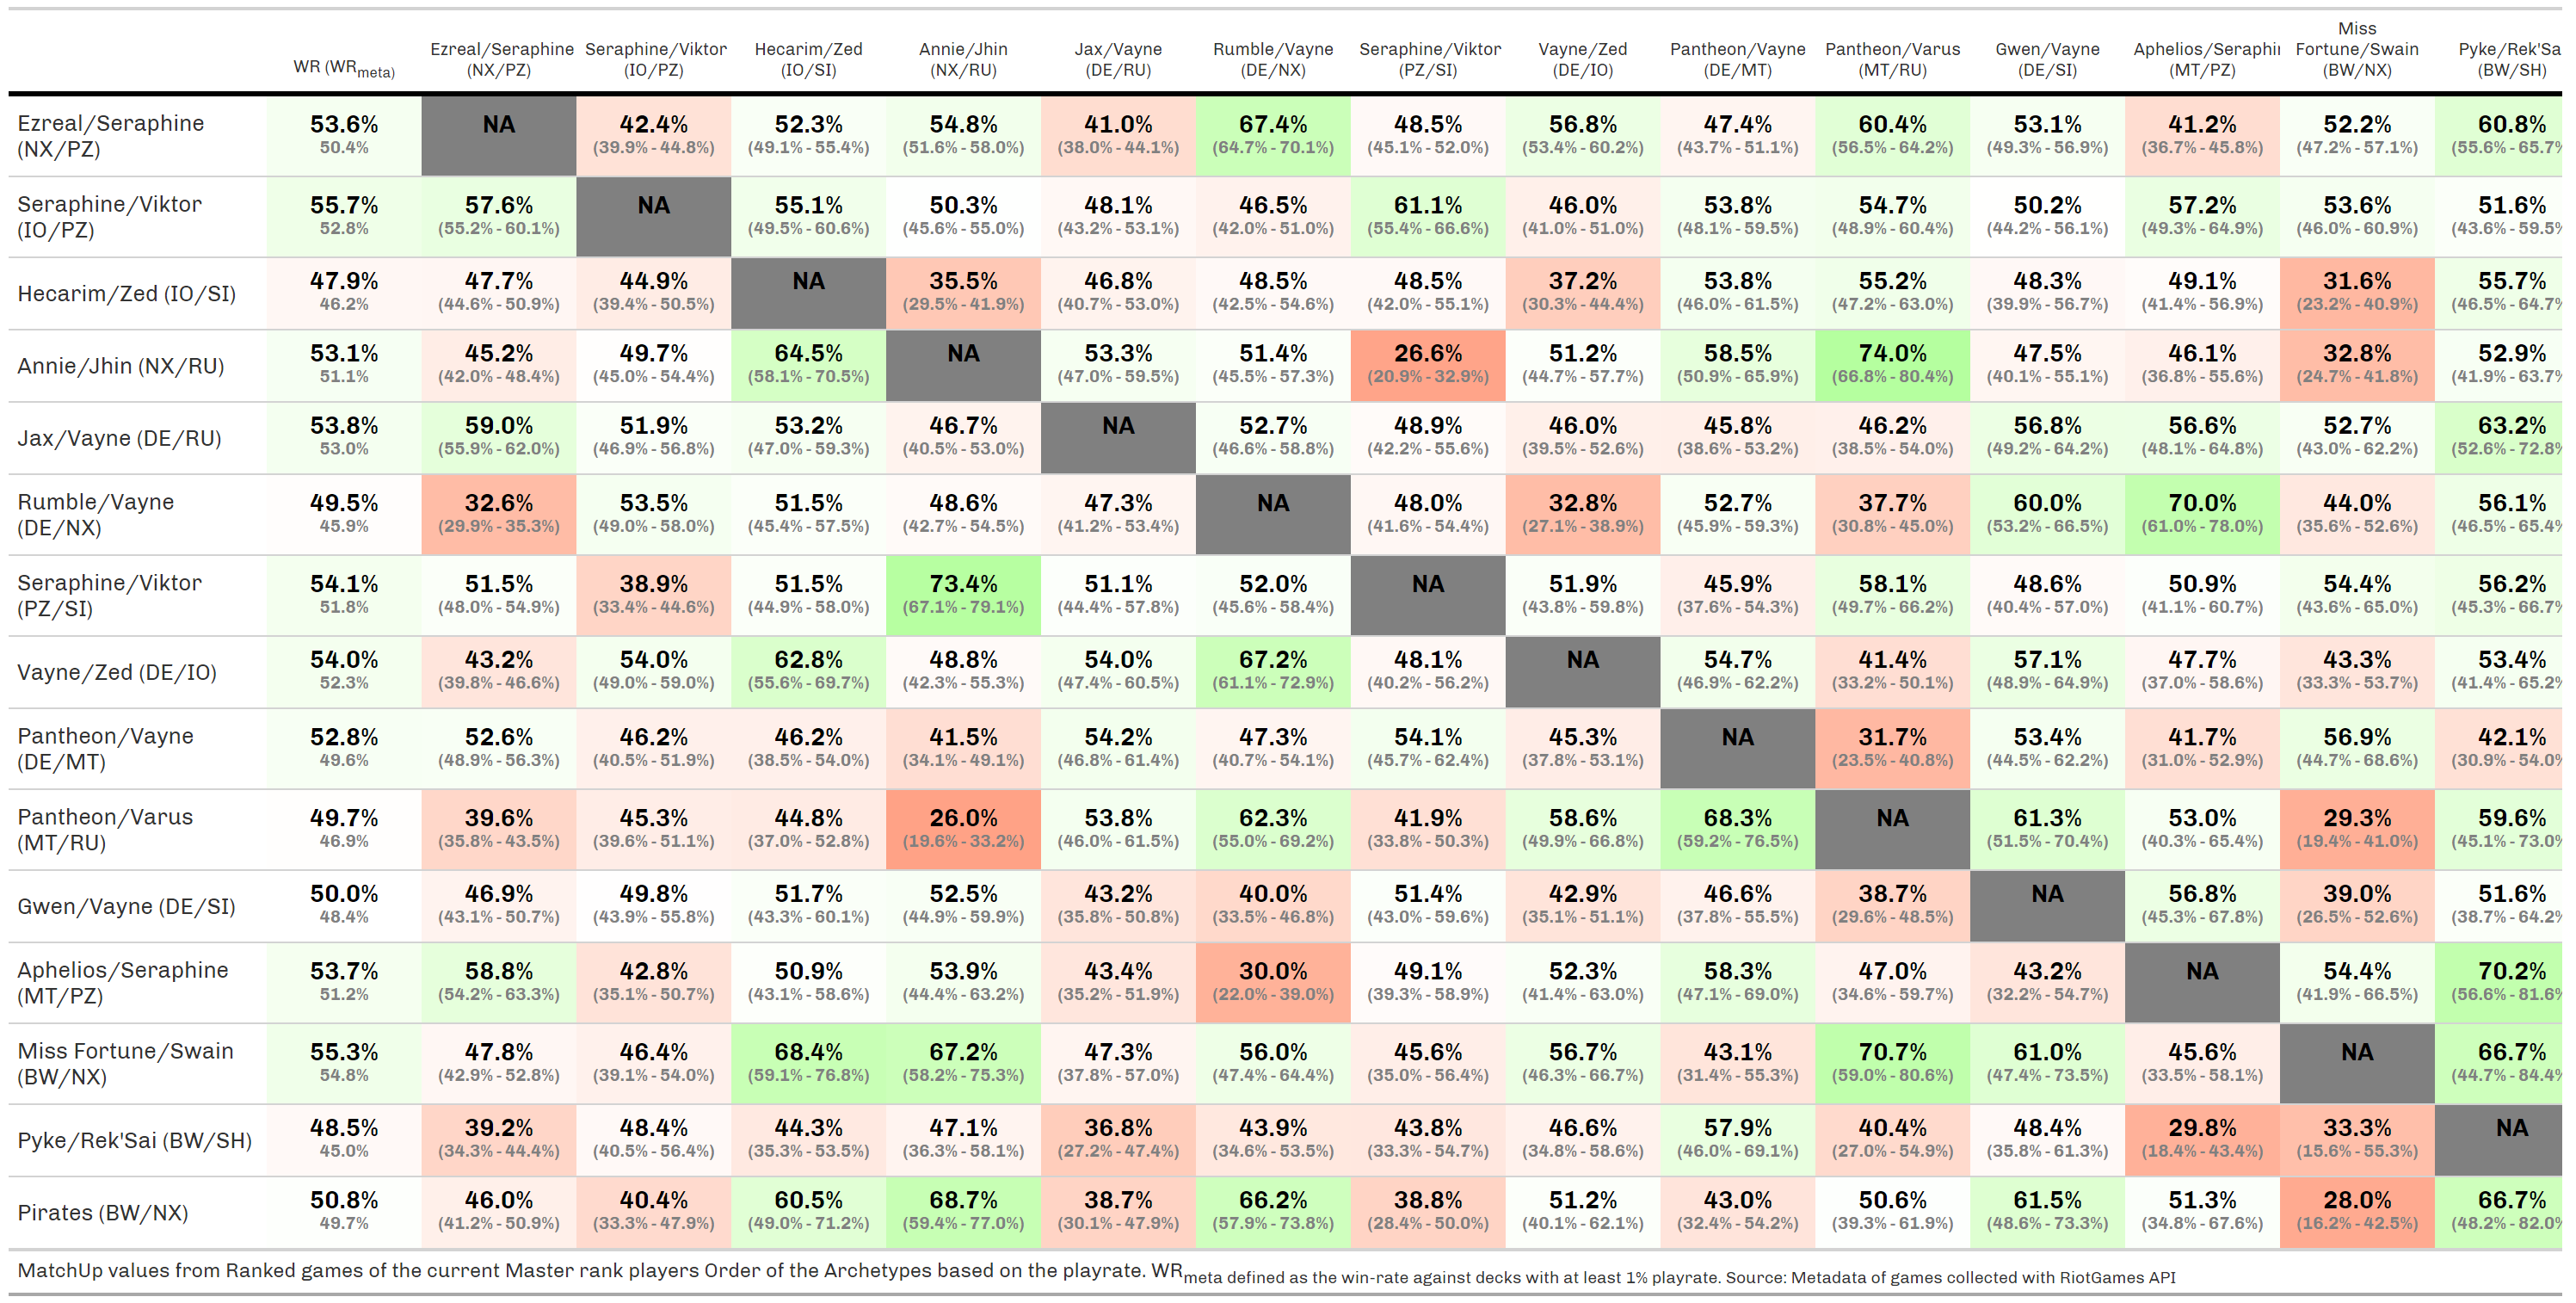 WR (WRmeta) Ezreal/Seraphine (NX/PZ) Seraphine/Viktor (IO/PZ) Hecarim/Zed (IO/SI) Annie/Jhin (NX/RU) Jax/Vayne (DE/RU) Rumble/Vayne (DE/NX) Seraphine/Viktor (PZ/SI) Vayne/Zed (DE/IO) Pantheon/Vayne (DE/MT) Pantheon/Varus (MT/RU) Gwen/Vayne (DE/SI) Aphelios/Seraphi (MT/PZ) Miss Fortune/Swain (BW/NX) Pyke/Rek'Sa (BW/SH)
Ezreal/Seraphine 53.6% NA 42.4% 52.3% 54.8% 41.0% 67.4% 48.5% 56.8% 47.4% 60.4% 53.1% 41.2% 52.2% 60.8%
(NX/PZ) 50.4% (39.9% - 44.8%) (49.1% - 55.4%) (51.6% - 58.0%) (38.0% - 44.1%) (64.7% - 70.1%) (45.1% - 52.0%) (53.4% - 60.2%) (43.7% - 51.1%) (56.5% - 64.2%) (49.3% - 56.9%) (36.7% - 45.8%) (47.2% - 57.1%) (55.6% - 65.7%
Seraphine/Viktor 55.7% 57.6% NA 55.1% 50.3% 48.1% 46.5% 61.1% 46.0% 53.8% 54.7% 50.2% 57.2% 53.6% 51.6%
(IO/PZ) 52.8% (55.2% - 60.1%) (49.5% - 60.6%) (45.6% - 55.0%) (43.2% - 53.1%) (42.0% - 51.0%) (55.4% - 66.6%) (41.0% - 51.0%) (48.1% - 59.5%) (48.9% - 60.4%) (44.2% - 56.1%) (49.3% - 64.9%) (46.0% - 60.9%) (43.6% - 59.5%
Hecarim/Zed (IO/SI) 47.9% 47.7% 44.9% NA 35.5% 46.8% 48.5% 48.5% 37.2% 53.8% 55.2% 48.3% 49.1% 31.6% 55.7%
46.2% (44.6% - 50.9%) (39.4% - 50.5%) (29.5% - 41.9%) (40.7% - 53.0%) (42.5% - 54.6%) (42.0% - 55.1%) (30.3% - 44.4%) (46.0% - 61.5%) (47.2% - 63.0%) (39.9% - 56.7%) (41.4% - 56.9%) (23.2% - 40.9%) (46.5% - 64.7%
Annie/Jhin (NX/RU) 53.1% 45.2% 49.7% 64.5% NA 53.3% 51.4% 26.6% 51.2% 58.5% 74.0% 47.5% 46.1% 32.8% 52.9%
51.1% (42.0% - 48.4%) (45.0% - 54.4%) (58.1% - 70.5%) (47.0% - 59.5%) (45.5% - 57.3%) (20.9% - 32.9%) (44.7% - 57.7%) (50.9% - 65.9%) (66.8% - 80.4%) (40.1% - 55.1%) (36.8% - 55.6%) (24.7% - 41.8%) (41.9% - 63.7%
Jax/Vayne (DE/RU) 53.8% 59.0% 51.9% 53.2% 46.7% NA 52.7% 48.9% 46.0% 45.8% 46.2% 56.8% 56.6% 52.7% 63.2%
53.0% (55.9% - 62.0%) (46.9% - 56.8%) (47.0% - 59.3%) (40.5% - 53.0%) (46.6% - 58.8%) (42.2% - 55.6%) (39.5% - 52.6%) (38.6% - 53.2%) (38.5% - 54.0%) (49.2% - 64.2%) (48.1% - 64.8%) (43.0% - 62.2%) (52.6% - 72.8%
Rumble/Vayne 49.5% 32.6% 53.5% 51.5% 48.6% 47.3% NA 48.0% 32.8% 52.7% 37.7% 60.0% 70.0% 44.0% 56.1%
(DE/NX) 45.9% (29.9% - 35.3%) (49.0% - 58.0%) (45.4% - 57.5%) (42.7% - 54.5%) (41.2% - 53.4%) (41.6% - 54.4%) (27.1% - 38.9%) (45.9% - 59.3%) (30.8% - 45.0%) (53.2% - 66.5%) (61.0% - 78.0%) (35.6% - 52.6%) (46.5% - 65.4%
Seraphine/Viktor 54.1% 51.5% 38.9% 51.5% 73.4% 51.1% 52.0% NA 51.9% 45.9% 58.1% 48.6% 50.9% 54.4% 56.2%
(PZ/SI) 51.8% (48.0% - 54.9%) (33.4% - 44.6%) (44.9% - 58.0%) (67.1% - 79.1%) (44.4% - 57.8%) (45.6% - 58.4%) (43.8% - 59.8%) (37.6% - 54.3%) (49.7% - 66.2%) (40.4% - 57.0%) (41.1% - 60.7%) (43.6% - 65.0%) (45.3% - 66.7%
Vayne/Zed (DE/IO) 54.0% 43.2% 54.0% 62.8% 48.8% 54.0% 67.2% 48.1% NA 54.7% 41.4% 57.1% 47.7% 43.3% 53.4%
52.3% (39.8% - 46.6%) (49.0% - 59.0%) (55.6% - 69.7%) (42.3% - 55.3%) (47.4% - 60.5%) (61.1% - 72.9%) (40.2% - 56.2%) (46.9% - 62.2%) (33.2% - 50.1%) (48.9% - 64.9%) (37.0% - 58.6%) (33.3% - 53.7%) (41.4% - 65.2%
Pantheon/Vayne 52.8% 52.6% 46.2% 46.2% 41.5% 54.2% 47.3% 54.1% 45.3% NA 31.7% 53.4% 41.7% 56.9% 42.1%
(DE/MT) 49.6% (48.9% - 56.3%) (40.5% - 51.9%) (38.5% - 54.0%) (34.1% - 49.1%) (46.8% - 61.4%) (40.7% - 54.1%) (45.7% - 62.4%) (37.8% - 53.1%) (23.5% - 40.8%) (44.5% - 62.2%) (31.0% - 52.9%) (44.7% - 68.6%) (30.9% - 54.0%
Pantheon/Varus 49.7% 39.6% 45.3% 44.8% 26.0% 53.8% 62.3% 41.9% 58.6% 68.3% NA 61.3% 53.0% 29.3% 59.6%
(MT/RU) 46.9% (35.8% - 43.5%) (39.6% - 51.1%) (37.0% - 52.8%) (19.6% - 33.2%) (46.0% - 61.5%) (55.0% - 69.2%) (33.8% - 50.3%) (49.9% - 66.8%) (59.2% - 76.5%) (51.5% - 70.4%) (40.3% - 65.4%) (19.4% - 41.0%) (45.1% - 73.0%
Gwen/Vayne (DE/SI) 50.0% 46.9% 49.8% 51.7% 52.5% 43.2% 40.0% 51.4% 42.9% 46.6% 38.7% NA 56.8% 39.0% 51.6%
48.4% (43.1% - 50.7%) (43.9% - 55.8%) (43.3% - 60.1%) (44.9% - 59.9%) (35.8% - 50.8%) (33.5% - 46.8%) (43.0% - 59.6%) (35.1% - 51.1%) (37.8% - 55.5%) (29.6% - 48.5%) (45.3% - 67.8%) (26.5% - 52.6%) (38.7% - 64.2%
Aphelios/Seraphine 53.7% 58.8% 42.8% 50.9% 53.9% 43.4% 30.0% 49.1% 52.3% 58.3% 47.0% 43.2% NA 54.4% 70.2%
(MT/PZ) 51.2% (54.2% - 63.3%) (35.1% - 50.7%) (43.1% - 58.6%) (44.4% - 63.2%) (35.2% - 51.9%) (22.0% - 39.0%) (39.3% - 58.9%) (41.4% - 63.0%) (47.1% - 69.0%) (34.6% - 59.7%) (32.2% - 54.7%) (41.9% - 66.5%) (56.6% - 81.6%
Miss Fortune/Swain 55.3% 47.8% 46.4% 68.4% 67.2% 47.3% 56.0% 45.6% 56.7% 43.1% 70.7% 61.0% 45.6% NA 66.7%
(BW/NX) 54.8% (42.9% - 52.8%) (39.1% - 54.0%) (59.1% - 76.8%) (58.2% - 75.3%) (37.8% - 57.0%) (47.4% - 64.4%) (35.0% - 56.4%) (46.3% - 66.7%) (31.4% - 55.3%) (59.0% - 80.6%) (47.4% - 73.5%) (33.5% - 58.1%) (44.7% - 84.4%
Pyke/Rek'Sai (BW/SH) 48.5% 39.2% 48.4% 44.3% 47.1% 36.8% 43.9% 43.8% 46.6% 57.9% 40.4% 48.4% 29.8% 33.3% NA
45.0% (34.3% - 44.4%) (40.5% - 56.4%) (35.3% - 53.5%) (36.3% - 58.1%) (27.2% - 47.4%) (34.6% - 53.5%) (33.3% - 54.7%) (34.8% - 58.6%) (46.0% - 69.1%) (27.0% - 54.9%) (35.8% - 61.3%) (18.4% - 43.4%) (15.6% - 55.3%)
Pirates (BW/NX) 50.8% 46.0% 40.4% 60.5% 68.7% 38.7% 66.2% 38.8% 51.2% 43.0% 50.6% 61.5% 51.3% 28.0% 66.7%
49.7% (41.2% - 50.9%) (33.3% - 47.9%) (49.0% - 71.2%) (59.4% - 77.0%) (30.1% - 47.9%) (57.9% - 73.8%) (28.4% - 50.0%) (40.1% - 62.1%) (32.4% - 54.2%) (39.3% - 61.9%) (48.6% - 73.3%) (34.8% - 67.6%) (16.2% - 42.5%) (48.2% - 82.0%
MatchUp values from Ranked games of the current Master rank players Order of the Archetypes based on the playrate. WRmeta defined as the win-rate against decks with at least 1% playrate. Source: Metadata of games collected with RiotGames API